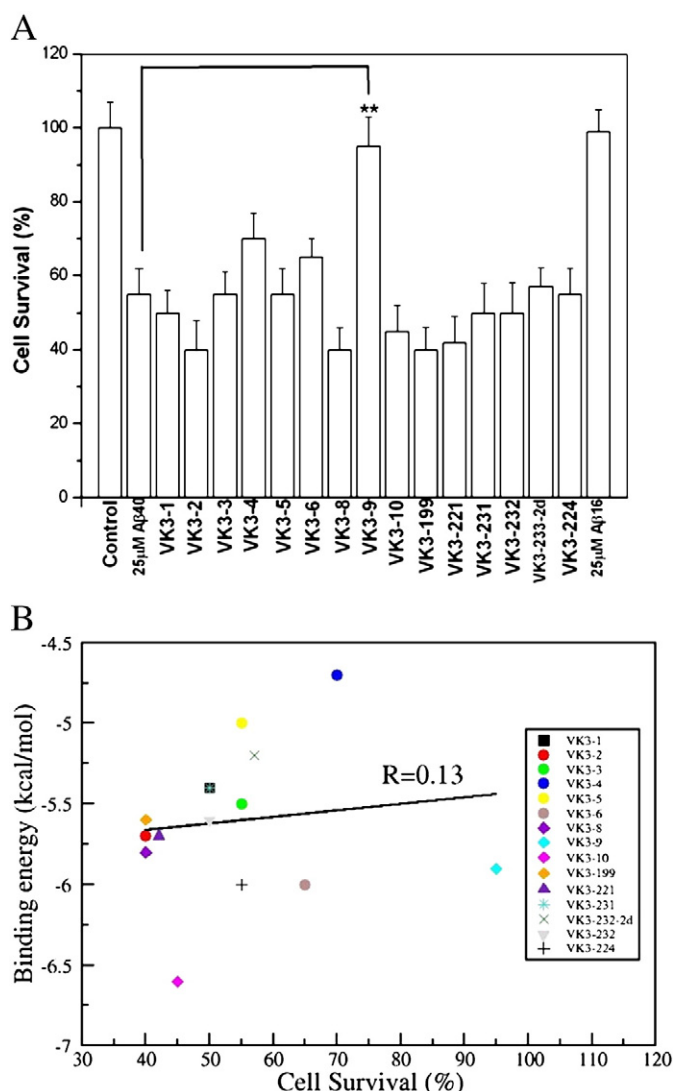 A
120
100
80
60
40
20
0
Cell Survival (%)
**
Control
25μM Aβ40
VK3-1
VK3-2
VK3-3
VK3-4
VK3-5
VK3-6
VK3-8
VK3-9
VK3-10
VK3-199
VK3-221
VK3-231
VK3-232
VK3-233-2d
VK3-224
25μM Aβ16
B
-4.5
-5
-5.5
-6
-6.5
-7
Binding energy (kcal/mol)
R=0.13
VK3-1
VK3-2
VK3-3
VK3-4
VK3-5
VK3-6
VK3-8
VK3-9
VK3-10
VK3-199
VK3-221
VK3-231
VK3-232-2d
VK3-232
VK3-224
30 40 50 60 70 80 90 100 110 120
Cell Survival (%)